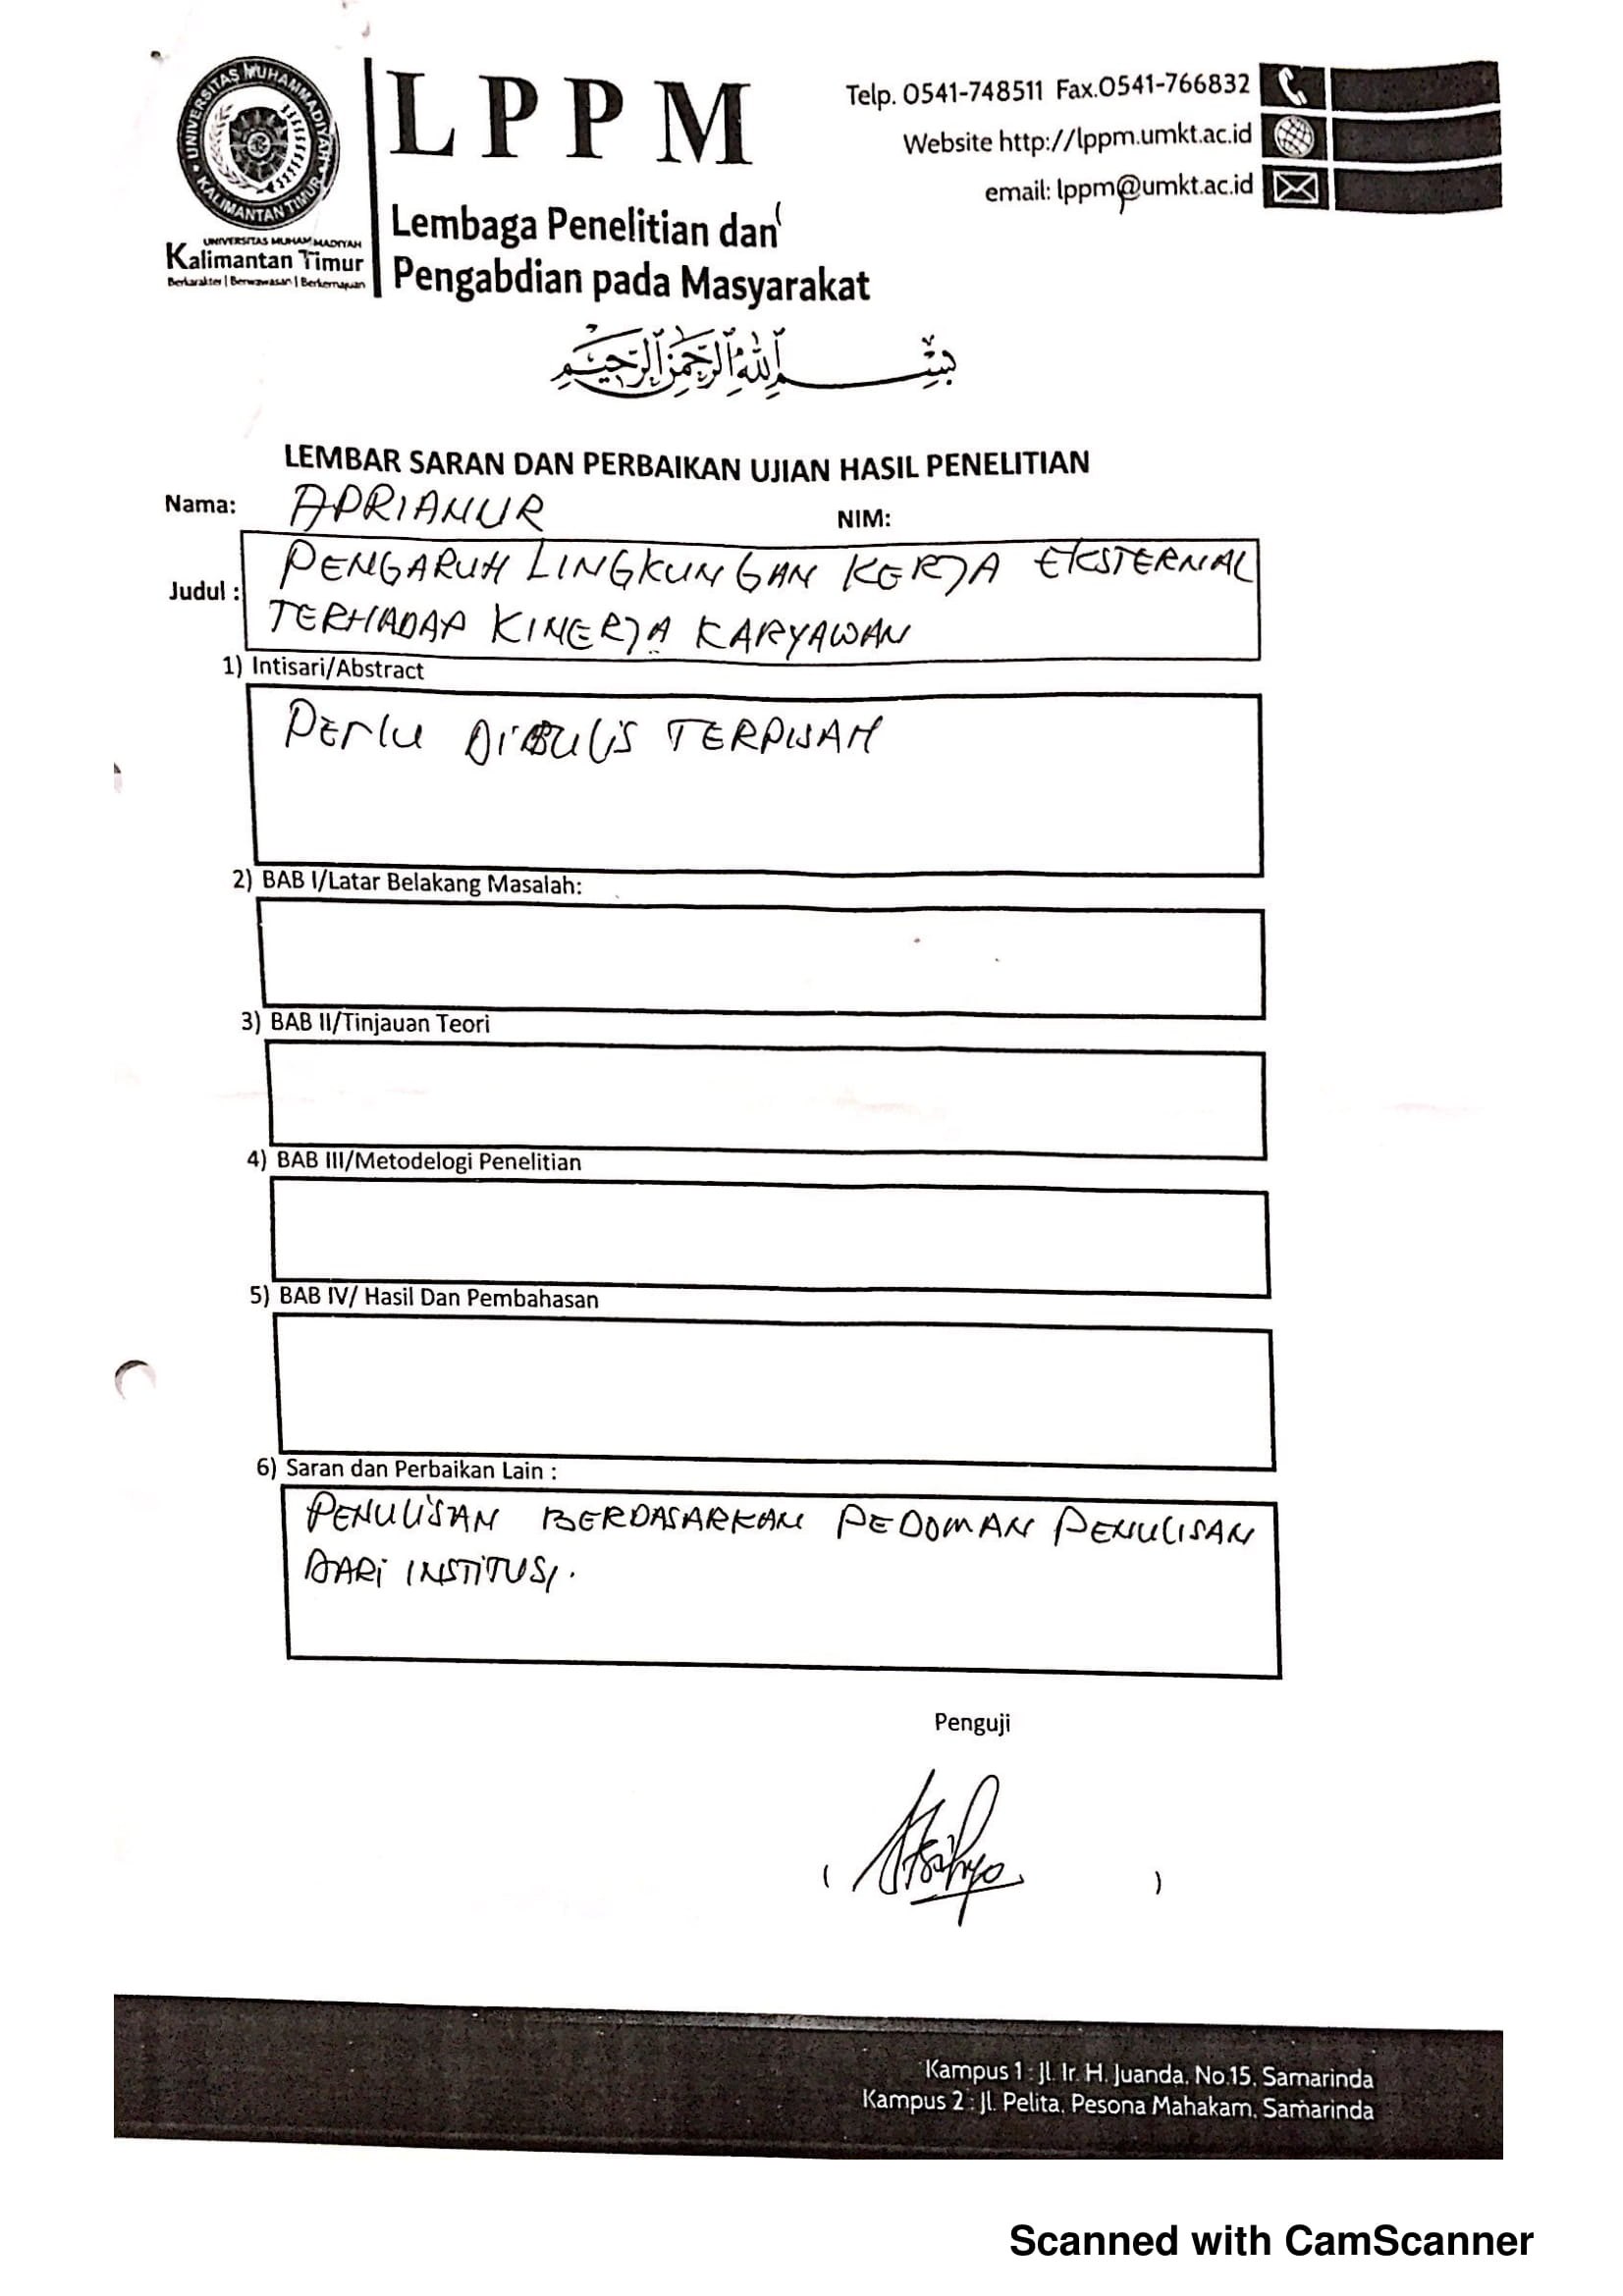 UNIVERSITAS MUHAMMADIYAH
KALIMANTAN TIMUR
UNIVERSITAS MUHAMMADIYAH
Kalimantan Timur
Berkarakter | Berwawasan | Berkemajuan
LPPM
Lembaga Penelitian dan
Pengabdian pada Masyarakat
Telp. 0541-748511 Fax.0541-766832
Website http://lppm.umkt.ac.id
email: lppm@umkt.ac.id
بسم الله الرحمن الرحيم
LEMBAR SARAN DAN PERBAIKAN UJIAN HASIL PENELITIAN
Nama: APRIANUR NIM:
Judul : PENGARUH LINGKUNGAN KERJA EKSTERNAL
TERHADAP KINERJA KARYAWAN
1) Intisari/Abstract
Perlu TERPISAH
2) BAB I/Latar Belakang Masalah:
3) BAB II/Tinjauan Teori
4) BAB III/Metodelogi Penelitian
5) BAB IV/ Hasil Dan Pembahasan
6) Saran dan Perbaikan Lain :
PENULISAN BERDASARKAN PEDOMAN PENULISAN
DARI INSTITUSI.
Penguji
( )
Kampus 1 : Jl. Ir. H. Juanda, No.15, Samarinda
Kampus 2 : Jl. Pelita, Pesona Mahakam, Samarinda
Scanned with CamScanner